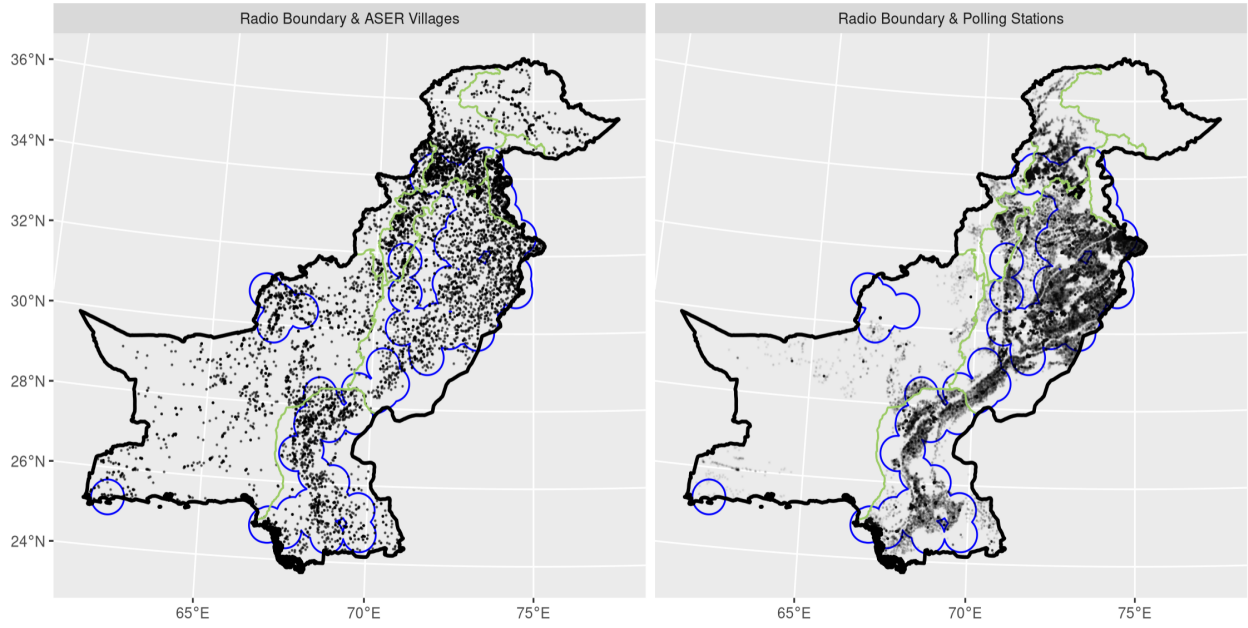 Radio Boundary & ASER Villages
Radio Boundary & Polling Stations
36°N
34°N
32°N
30°N
28°N
26°N
24°N
65°E
70°E
75°E
65°E
70°E
75°E